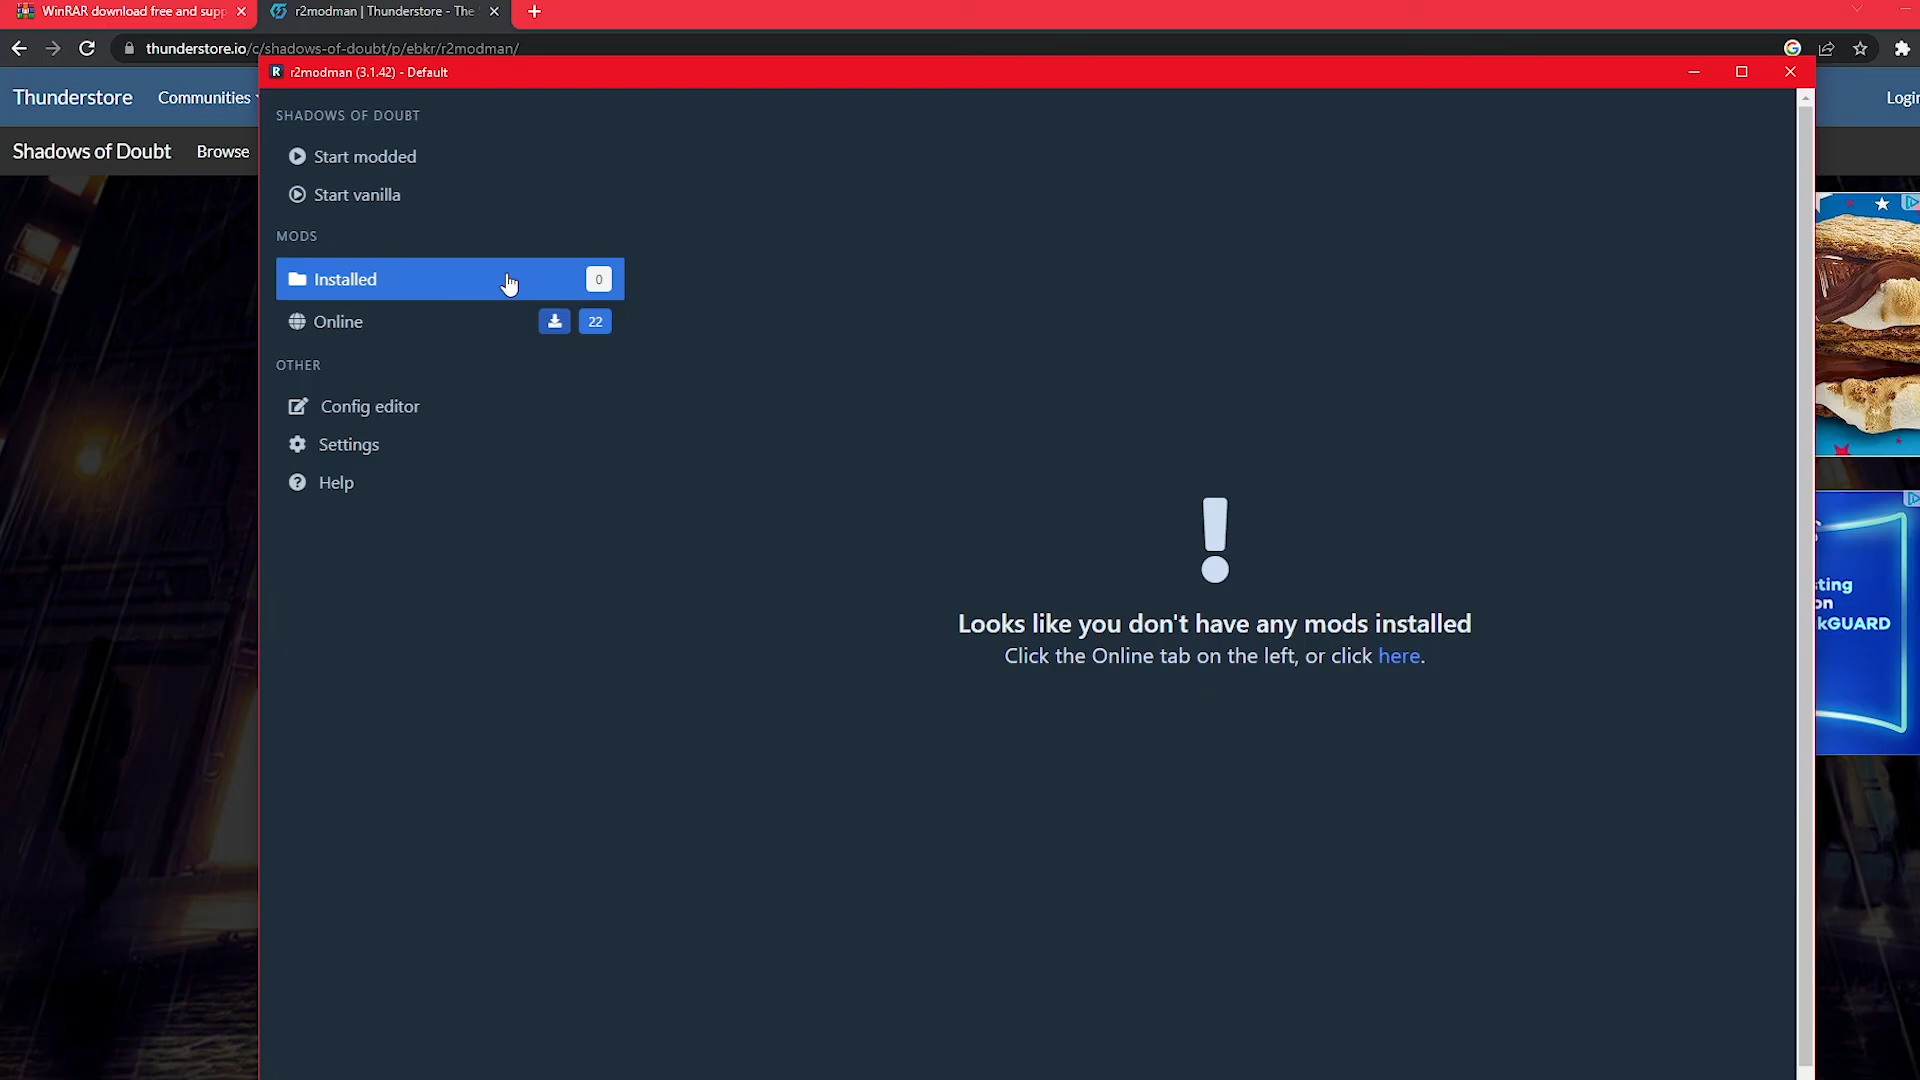 WinRAR download free and supp
r2modman | Thunderstore - The
thunderstore.io/c/shadows-of-doubt/p/ebkr/r2modman/
r2modman (3.1.42) - Default
Thunderstore Communities
Login
Shadows of Doubt Browse
SHADOWS OF DOUBT
Start modded
Start vanilla
MODS
Installed 0
Online 22
OTHER
Config editor
Settings
Help
Looks like you don't have any mods installed
Click the Online tab on the left, or click here.
sting
on
kGUARD